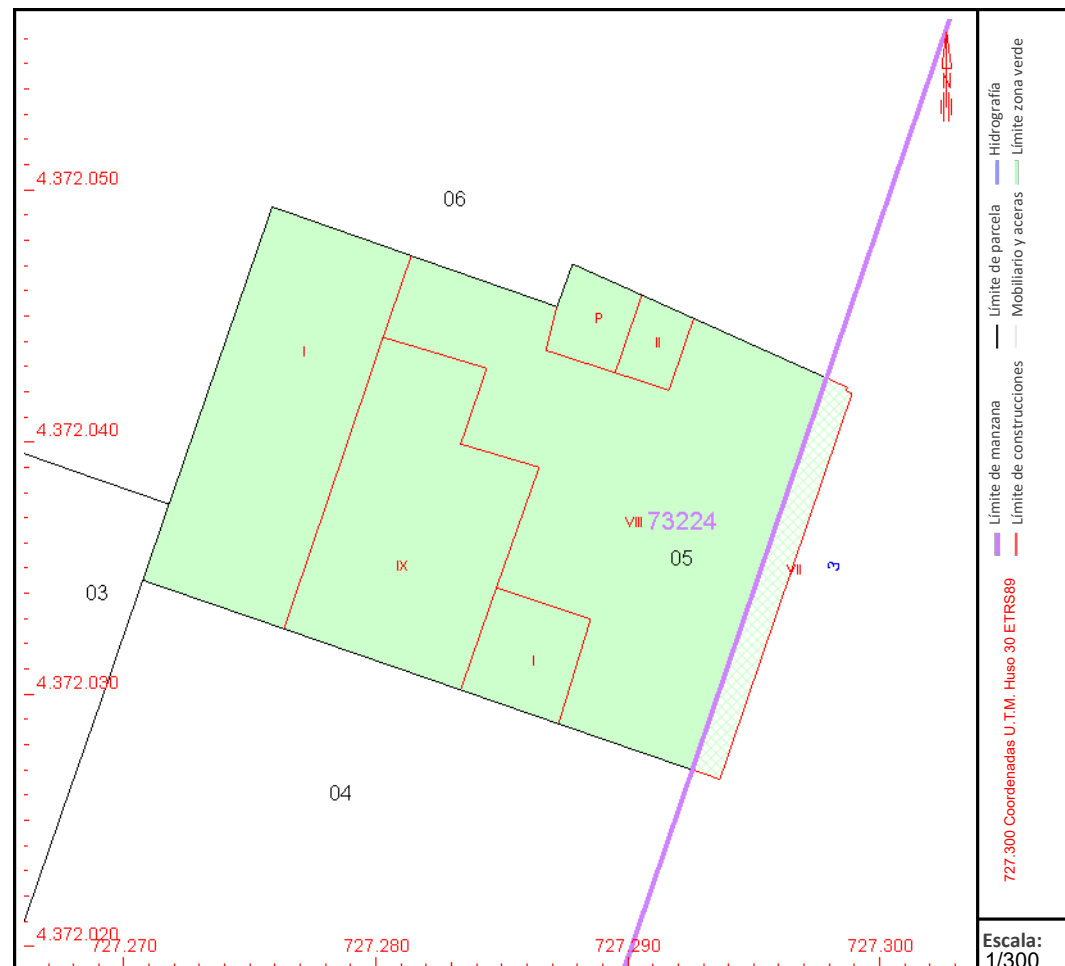 N
4.372.050
06
P
II
I
4.372.040
VIII 73224
05
IX
VII
3
03
I
4.372.030
04
4.372.020
727.270
727.280
727.290
727.300
Hidrografía
Límite zona verde
Límite de parcela
Mobiliario y aceras
Límite de manzana
Límite de construcciones
727.300 Coordenadas U.T.M. Huso 30 ETRS89
Escala:
1/300